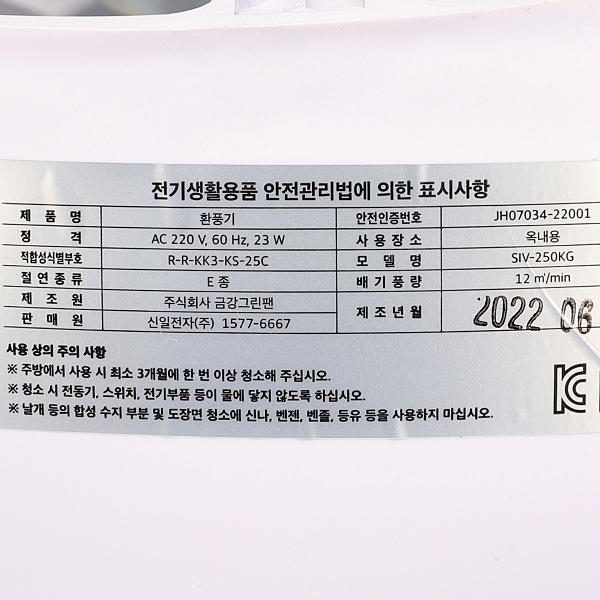 전기생활용품 안전관리법에 의한 표시사항
제 품 명 환풍기 안전인증번호 JH07034-22001
정 격 AC 220 V, 60 Hz, 23 W 사 용 장 소 옥내용
적합성식별부호 R-R-KK3-KS-25C 모 델 명 SIV-250KG
절 연 종 류 E 종 배 기 풍 량 12 ㎥/min
제 조 원 주식회사 금강그린팬 제 조 년 월 2022 06
판 매 원 신일전자(주) 1577-6667
사용 상의 주의 사항
※ 주방에서 사용 시 최소 3개월에 한 번 이상 청소해 주십시오.
※ 청소 시 전동기, 스위치, 전기부품 등이 물에 닿지 않도록 하십시오.
※ 날개 등의 합성 수지 부분 및 도장면 청소에 신나, 벤젠, 벤졸, 등유 등을 사용하지 마십시오.